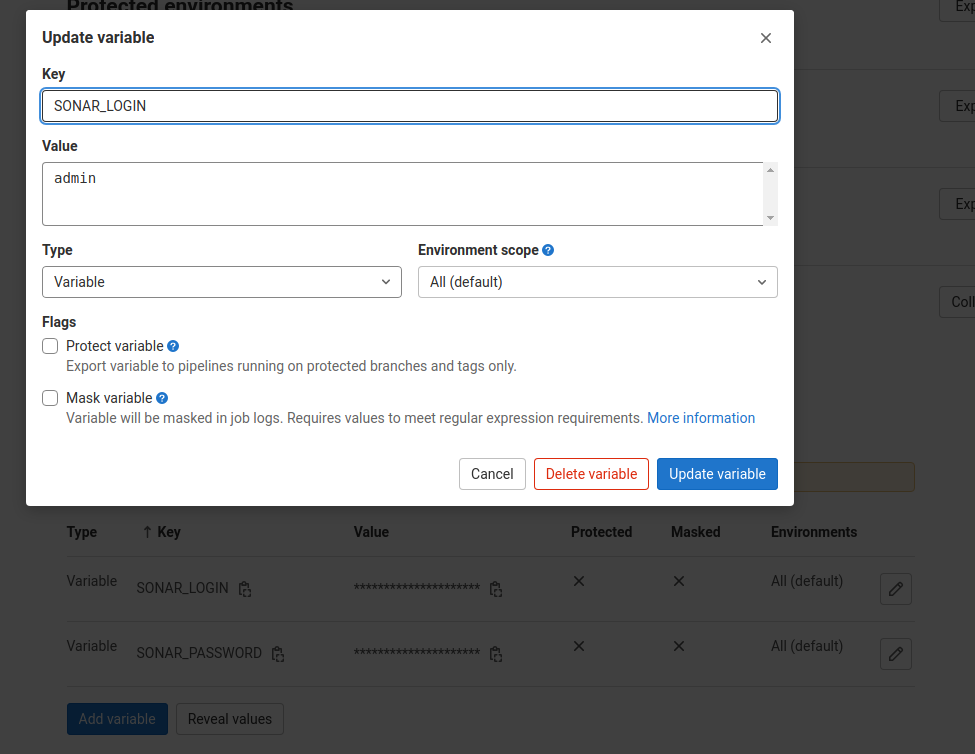 Protected environments
Exp
Update variable
Key
SONAR_LOGIN
Exp
Value
admin
Exp
Type
Environment scope ?
Variable
All (default)
Coll
Flags
Protect variable ?
Export variable to pipelines running on protected branches and tags only.
Mask variable ?
Variable will be masked in job logs. Requires values to meet regular expression requirements. More information
Cancel
Delete variable
Update variable
Type ↑ Key Value Protected Masked Environments
Variable SONAR_LOGIN ********************* All (default)
Variable SONAR_PASSWORD ********************* All (default)
Add variable
Reveal values